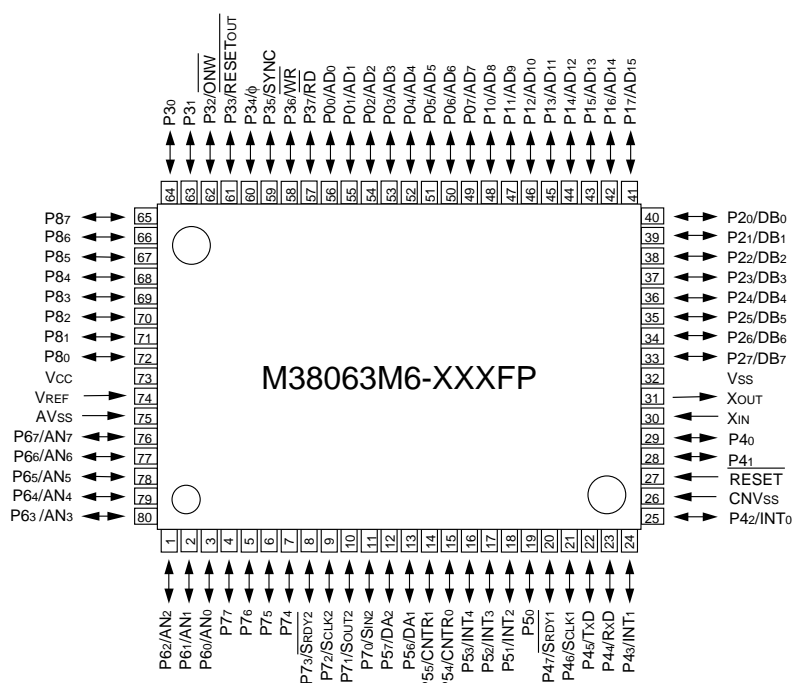 P30
P31
P32/ONW
P33/RESETOUT
P34/ϕ
P35/SYNC
P36/WR
P37/RD
P00/AD0
P01/AD1
P02/AD2
P03/AD3
P04/AD4
P05/AD5
P06/AD6
P07/AD7
P10/AD8
P11/AD9
P12/AD10
P13/AD11
P14/AD12
P15/AD13
P16/AD14
P17/AD15
64 63 62 61 60 59 58 57 56 55 54 53 52 51 50 49 48 47 46 45 44 43 42 41
P87 65
P86 66
P85 67
P84 68
P83 69
P82 70
P81 71
P80 72
VCC 73
VREF 74
AVSS 75
P67/AN7 76
P66/AN6 77
P65/AN5 78
P64/AN4 79
P63/AN3 80
M38063M6-XXXFP
40 P20/DB0
39 P21/DB1
38 P22/DB2
37 P23/DB3
36 P24/DB4
35 P25/DB5
34 P26/DB6
33 P27/DB7
32 VSS
31 XOUT
30 XIN
29 P40
28 P41
27 RESET
26 CNVSS
25 P42/INT0
1 2 3 4 5 6 7 8 9 10 11 12 13 14 15 16 17 18 19 20 21 22 23 24
P62/AN2
P61/AN1
P60/AN0
P77
P76
P75
P74
P73/SRDY2
P72/SCLK2
P71/SOUT2
P70/SIN2
P57/DA2
P56/DA1
P55/CNTR1
P54/CNTR0
P53/INT4
P52/INT3
P51/INT2
P50
P47/SRDY1
P46/SCLK1
P45/TXD
P44/RXD
P43/INT1